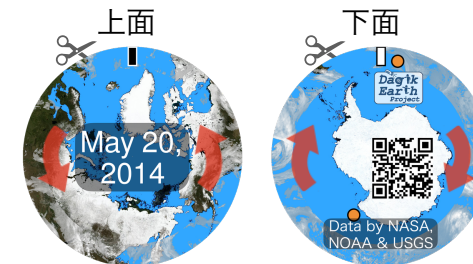 上面
下面
May 20,
2014
Dagik
Earth
Project
Data by NASA,
NOAA & USGS